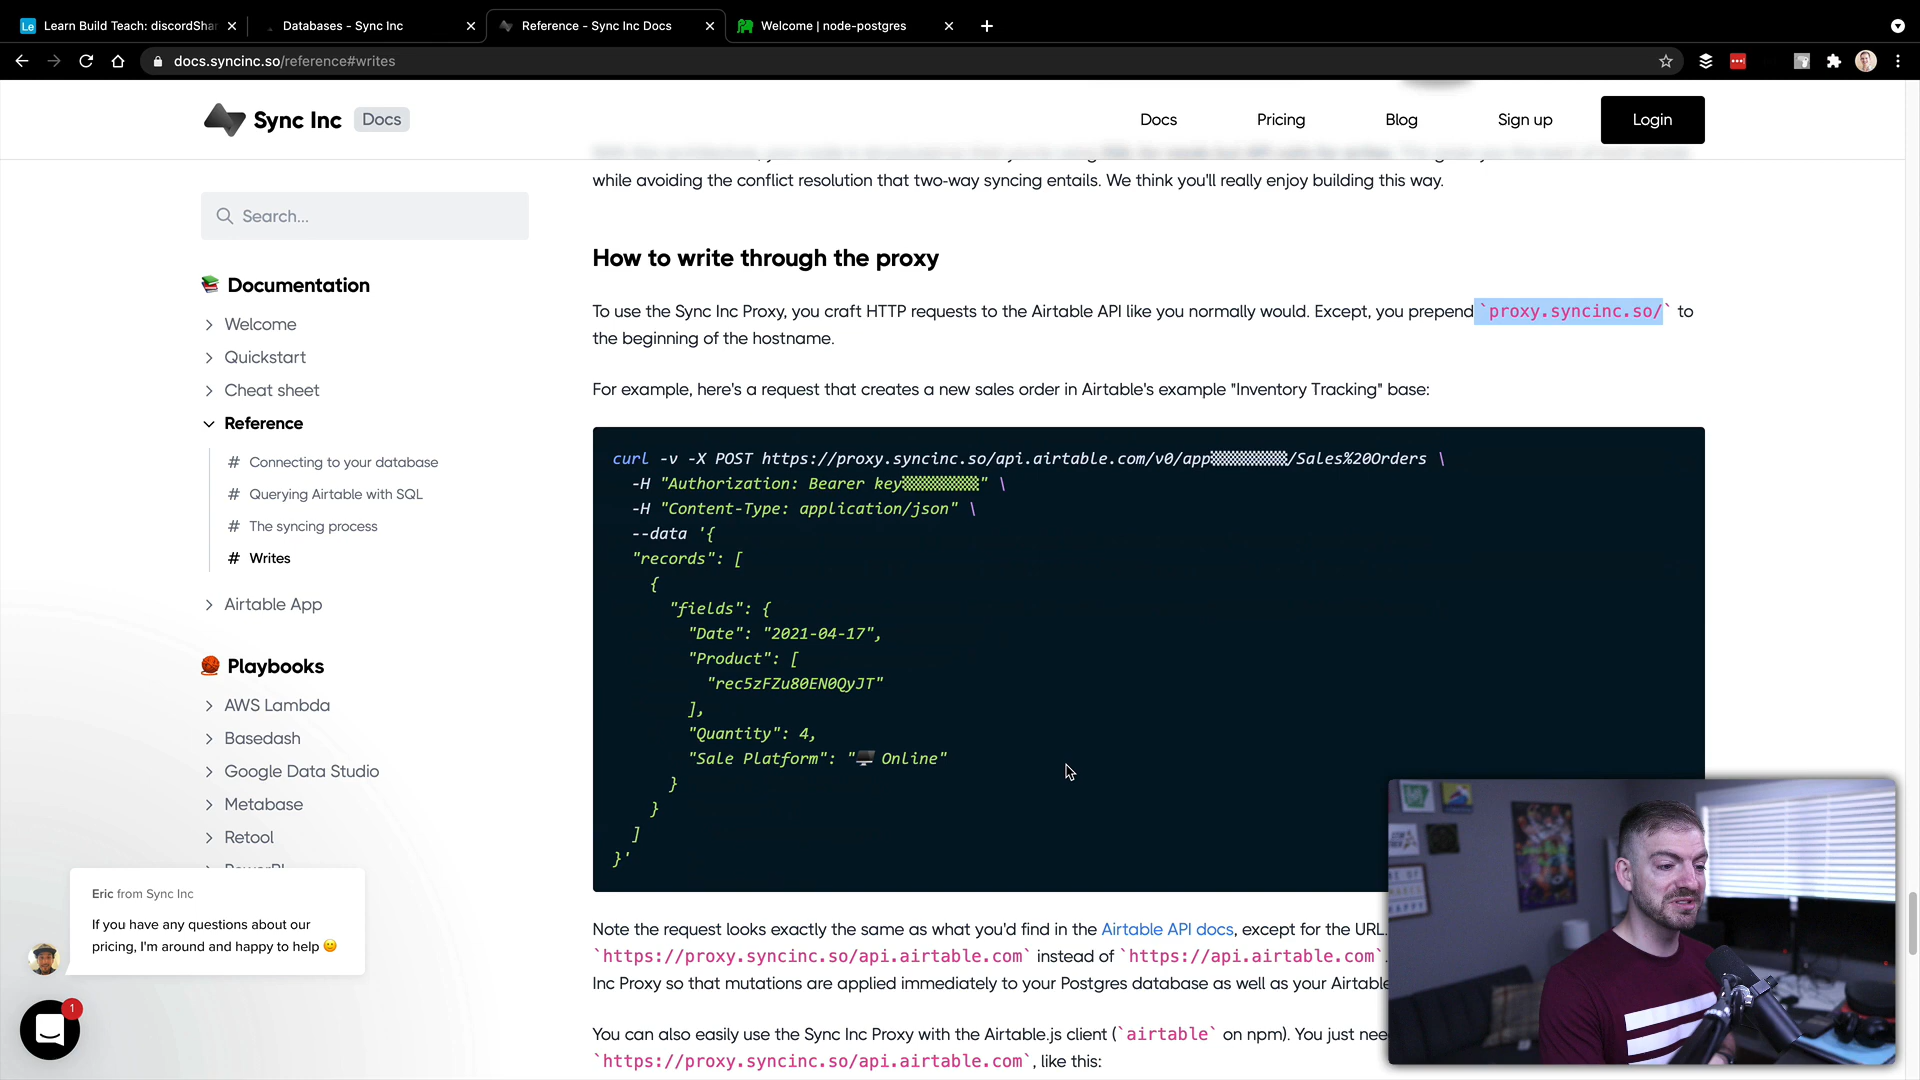 Learn Build Teach: discordShar
Databases - Sync Inc
Reference - Sync Inc Docs
Welcome | node-postgres
docs.syncinc.so/reference#writes
Sync Inc Docs
Docs
Pricing
Blog
Sign up
Login
Search...
Documentation
Welcome
Quickstart
Cheat sheet
Reference
# Connecting to your database
# Querying Airtable with SQL
# The syncing process
# Writes
Airtable App
Playbooks
AWS Lambda
Basedash
Google Data Studio
Metabase
Retool
Eric from Sync Inc
If you have any questions about our
pricing, I'm around and happy to help 🙂
1
while avoiding the conflict resolution that two-way syncing entails. We think you'll really enjoy building this way.
How to write through the proxy
To use the Sync Inc Proxy, you craft HTTP requests to the Airtable API like you normally would. Except, you prepend `proxy.syncinc.so/` to
the beginning of the hostname.
For example, here's a request that creates a new sales order in Airtable's example "Inventory Tracking" base:
curl -v -X POST https://proxy.syncinc.so/api.airtable.com/v0/app▒▒▒▒▒▒▒▒/Sales%20Orders \
-H "Authorization: Bearer key▒▒▒▒▒▒▒▒" \
-H "Content-Type: application/json" \
--data '{
"records": [
{
"fields": {
"Date": "2021-04-17",
"Product": [
"rec5zFZu80EN0QyJT"
],
"Quantity": 4,
"Sale Platform": "🖥 Online"
}
}
]
}'
Note the request looks exactly the same as what you'd find in the Airtable API docs, except for the URL.
`https://proxy.syncinc.so/api.airtable.com` instead of `https://api.airtable.com`.
Inc Proxy so that mutations are applied immediately to your Postgres database as well as your Airtable
You can also easily use the Sync Inc Proxy with the Airtable.js client (`airtable` on npm). You just nee
`https://proxy.syncinc.so/api.airtable.com`, like this: